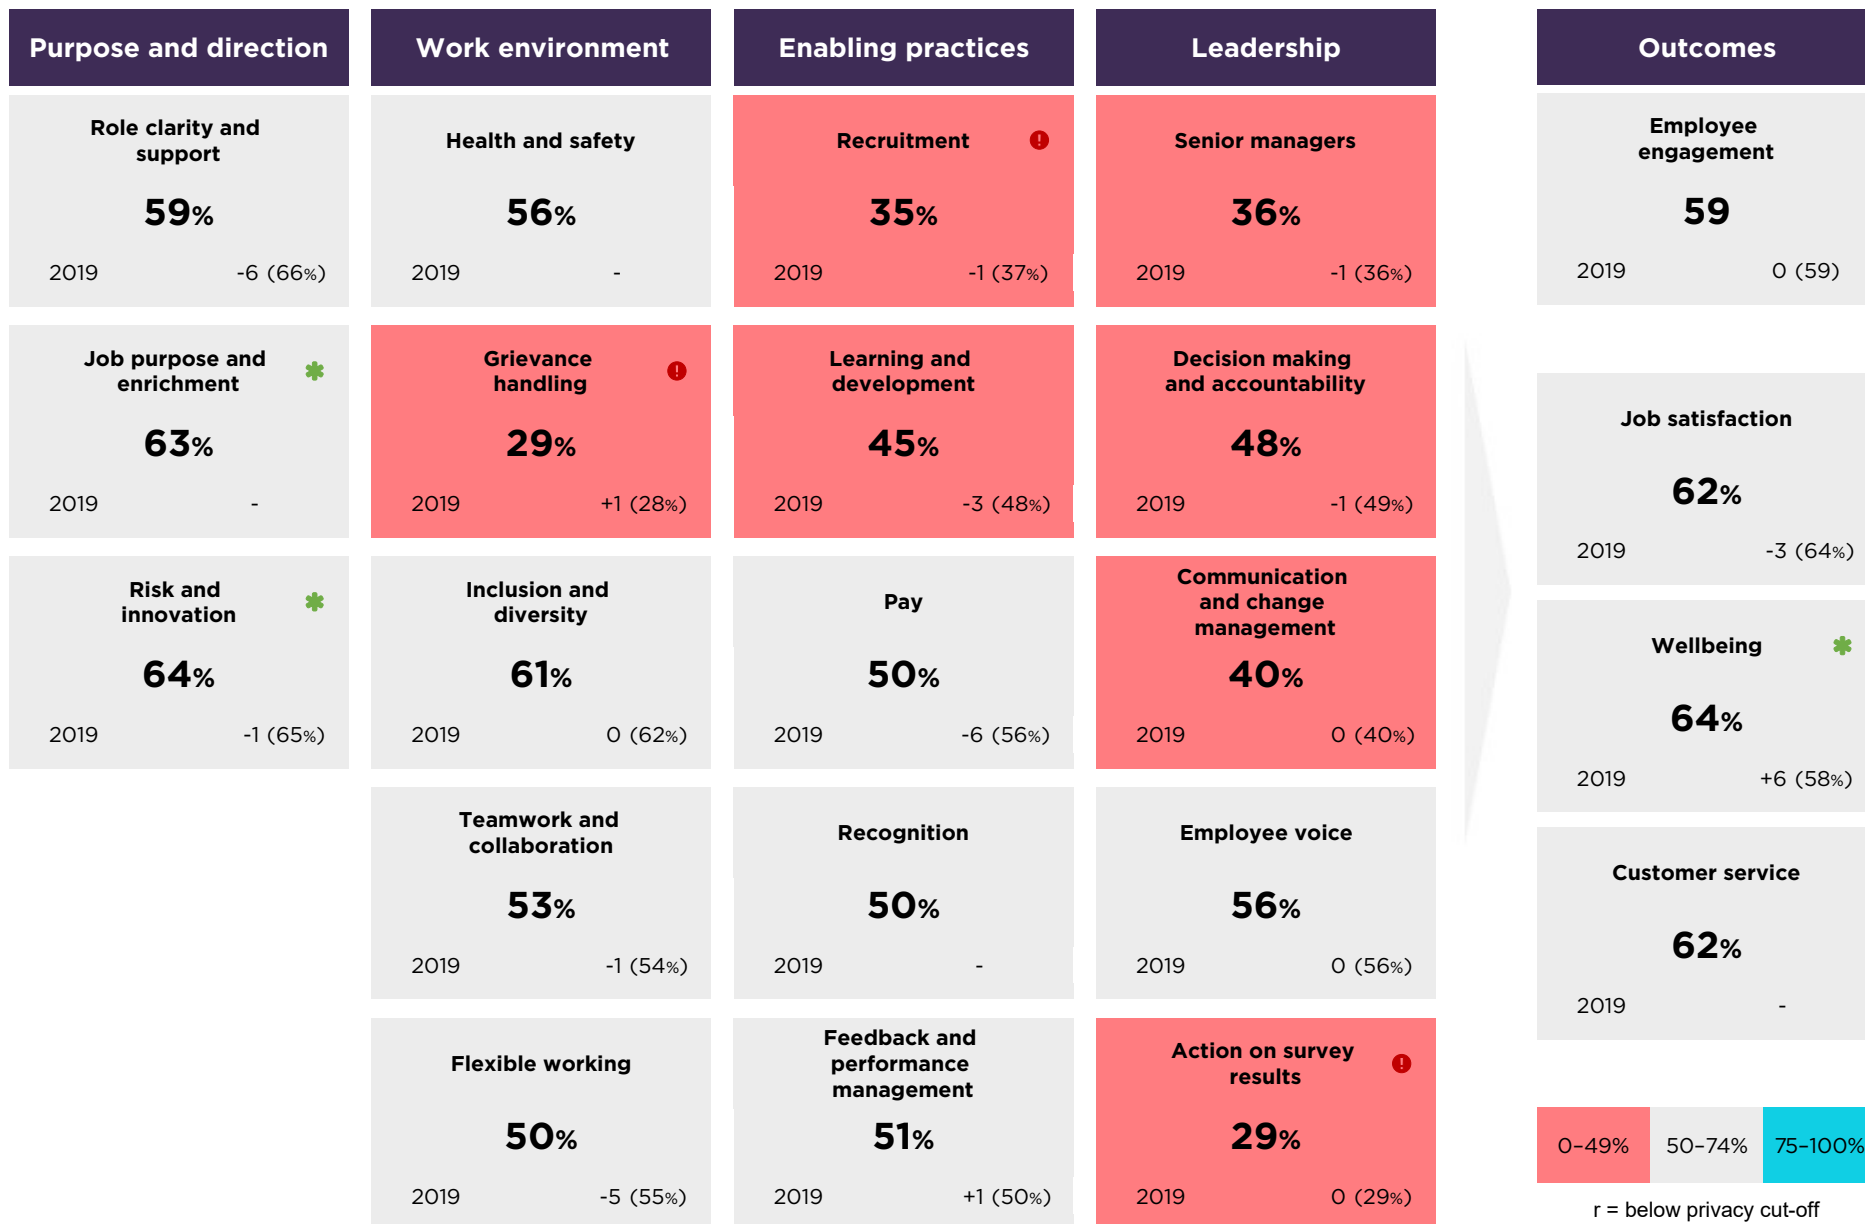 Purpose and direction
Role clarity and
support
59%
2019 -6 (66%)
Job purpose and
enrichment
63%
2019 -
Risk and
innovation
64%
2019 -1 (65%)
Work environment
Health and safety
56%
2019 -
Grievance
handling
29%
2019 +1 (28%)
Inclusion and
diversity
61%
2019 0 (62%)
Teamwork and
collaboration
53%
2019 -1 (54%)
Flexible working
50%
2019 -5 (55%)
Enabling practices
Recruitment
35%
2019 -1 (37%)
Learning and
development
45%
2019 -3 (48%)
Pay
50%
2019 -6 (56%)
Recognition
50%
2019 -
Feedback and
performance
management
51%
2019 +1 (50%)
Leadership
Senior managers
36%
2019 -1 (36%)
Decision making
and accountability
48%
2019 -1 (49%)
Communication
and change
management
40%
2019 0 (40%)
Employee voice
56%
2019 0 (56%)
Action on survey
results
29%
2019 0 (29%)
Outcomes
Employee
engagement
59
2019 0 (59)
Job satisfaction
62%
2019 -3 (64%)
Wellbeing
64%
2019 +6 (58%)
Customer service
62%
2019 -
0–49% 50–74% 75–100%
r = below privacy cut-off